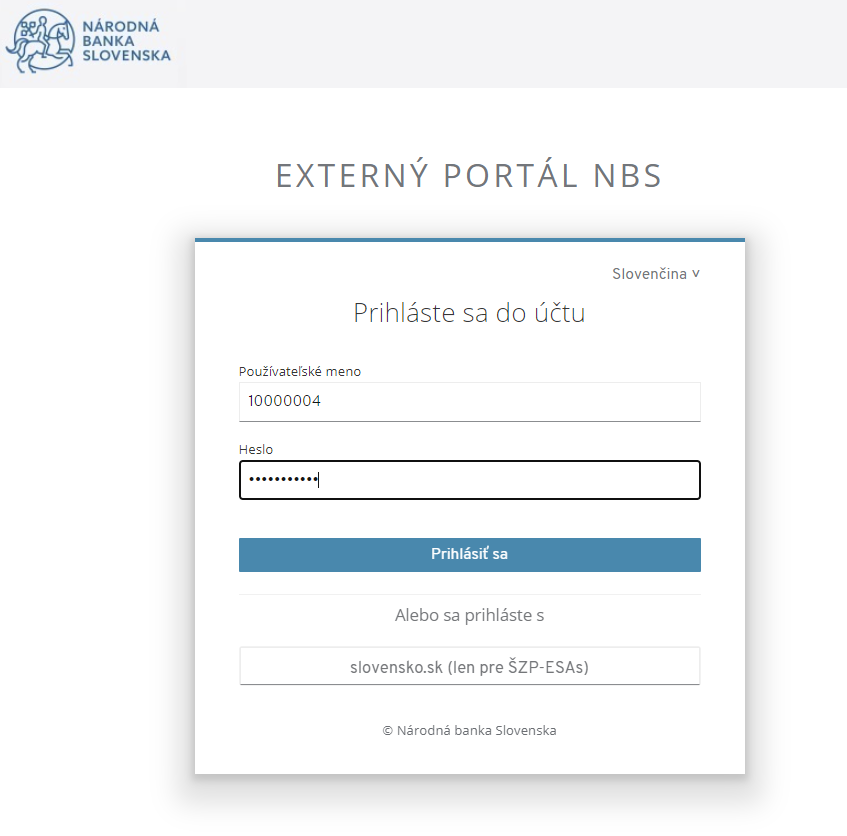 NÁRODNÁ
BANKA
SLOVENSKA
EXTERNÝ PORTÁL NBS
Slovenčina ˅
Prihláste sa do účtu
Používateľské meno
10000004
Heslo
•••••••••••
Prihlásiť sa
Alebo sa prihláste s
slovensko.sk (len pre ŠZP-ESAs)
© Národná banka Slovenska